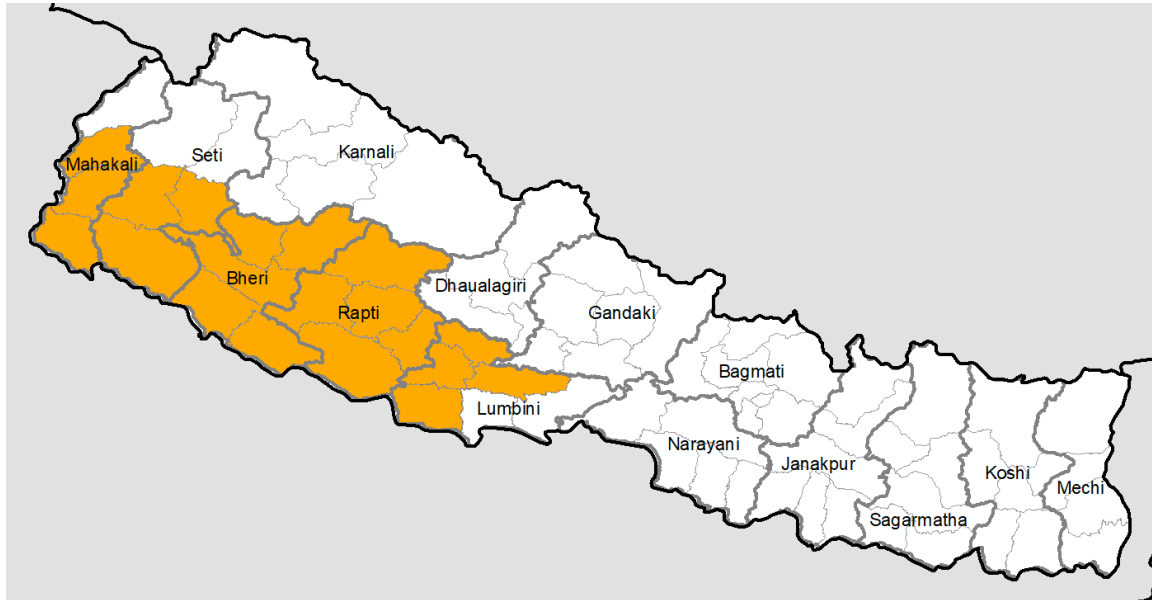 Mahakali
Seti
Karnali
Bheri
Dhaualagiri
Rapti
Gandaki
Bagmati
Lumbini
Narayani
Janakpur
Koshi
Mechi
Sagarmatha